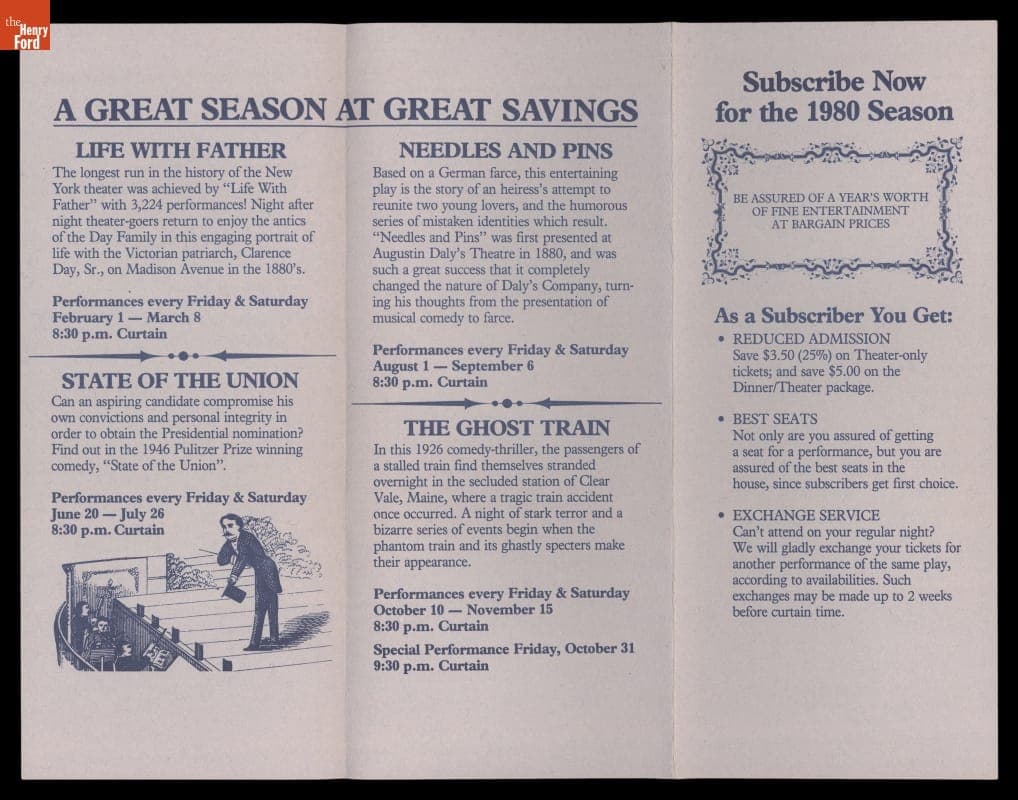 the
Henry
Ford
A GREAT SEASON AT GREAT SAVINGS
LIFE WITH FATHER
The longest run in the history of the New
York theater was achieved by “Life With
Father” with 3,224 performances! Night after
night theater-goers return to enjoy the antics
of the Day Family in this engaging portrait of
life with the Victorian patriarch, Clarence
Day, Sr., on Madison Avenue in the 1880’s.
Performances every Friday & Saturday
February 1 — March 8
8:30 p.m. Curtain
STATE OF THE UNION
Can an aspiring candidate compromise his
own convictions and personal integrity in
order to obtain the Presidential nomination?
Find out in the 1946 Pulitzer Prize winning
comedy, “State of the Union”.
Performances every Friday & Saturday
June 20 — July 26
8:30 p.m. Curtain
NEEDLES AND PINS
Based on a German farce, this entertaining
play is the story of an heiress’s attempt to
reunite two young lovers, and the humorous
series of mistaken identities which result.
“Needles and Pins” was first presented at
Augustin Daly’s Theatre in 1880, and was
such a great success that it completely
changed the nature of Daly’s Company, turn-
ing his thoughts from the presentation of
musical comedy to farce.
Performances every Friday & Saturday
August 1 — September 6
8:30 p.m. Curtain
THE GHOST TRAIN
In this 1926 comedy-thriller, the passengers of
a stalled train find themselves stranded
overnight in the secluded station of Clear
Vale, Maine, where a tragic train accident
once occurred. A night of stark terror and a
bizarre series of events begin when the
phantom train and its ghastly specters make
their appearance.
Performances every Friday & Saturday
October 10 — November 15
8:30 p.m. Curtain
Special Performance Friday, October 31
9:30 p.m. Curtain
Subscribe Now
for the 1980 Season
BE ASSURED OF A YEAR’S WORTH
OF FINE ENTERTAINMENT
AT BARGAIN PRICES
As a Subscriber You Get:
• REDUCED ADMISSION
Save $3.50 (25%) on Theater-only
tickets; and save $5.00 on the
Dinner/Theater package.
• BEST SEATS
Not only are you assured of getting
a seat for a performance, but you are
assured of the best seats in the
house, since subscribers get first choice.
• EXCHANGE SERVICE
Can’t attend on your regular night?
We will gladly exchange your tickets for
another performance of the same play,
according to availabilities. Such
exchanges may be made up to 2 weeks
before curtain time.